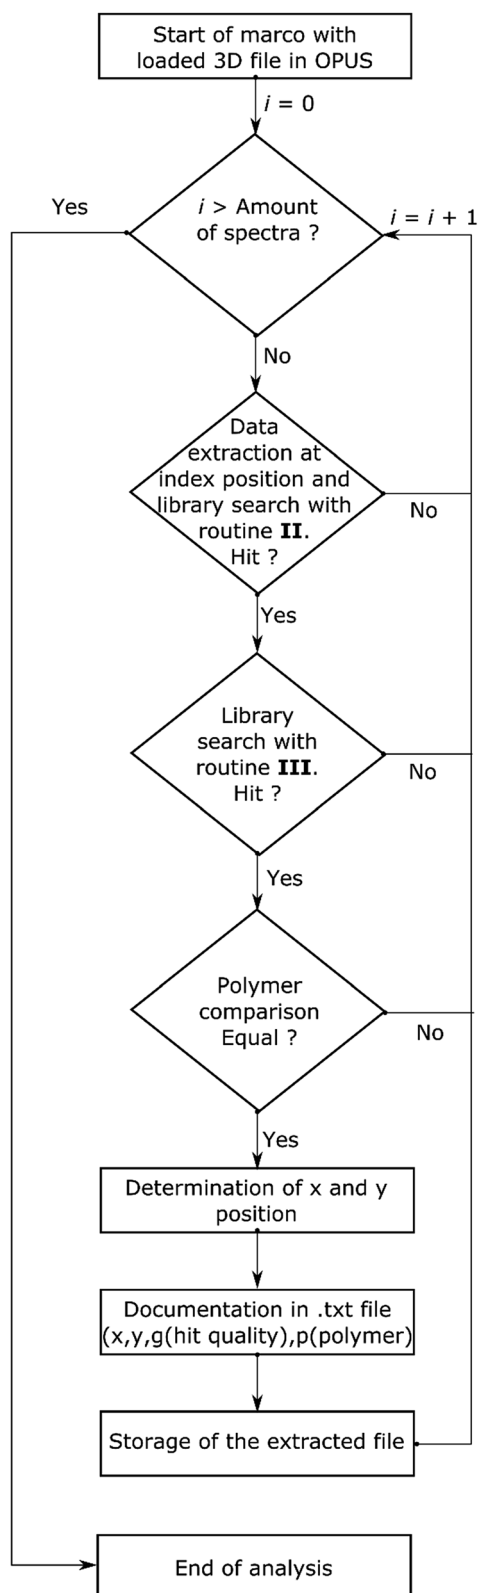 Start of marco with
loaded 3D file in OPUS
i = 0
Yes
i > Amount
of spectra ?
i = i + 1
No
Data
extraction at
index position and
library search with
routine II.
Hit ?
No
Yes
Library
search with
routine III.
Hit ?
No
Yes
Polymer
comparison
Equal ?
No
Yes
Determination of x and y
position
Documentation in .txt file
(x,y,g(hit quality),p(polymer)
Storage of the extracted file
End of analysis